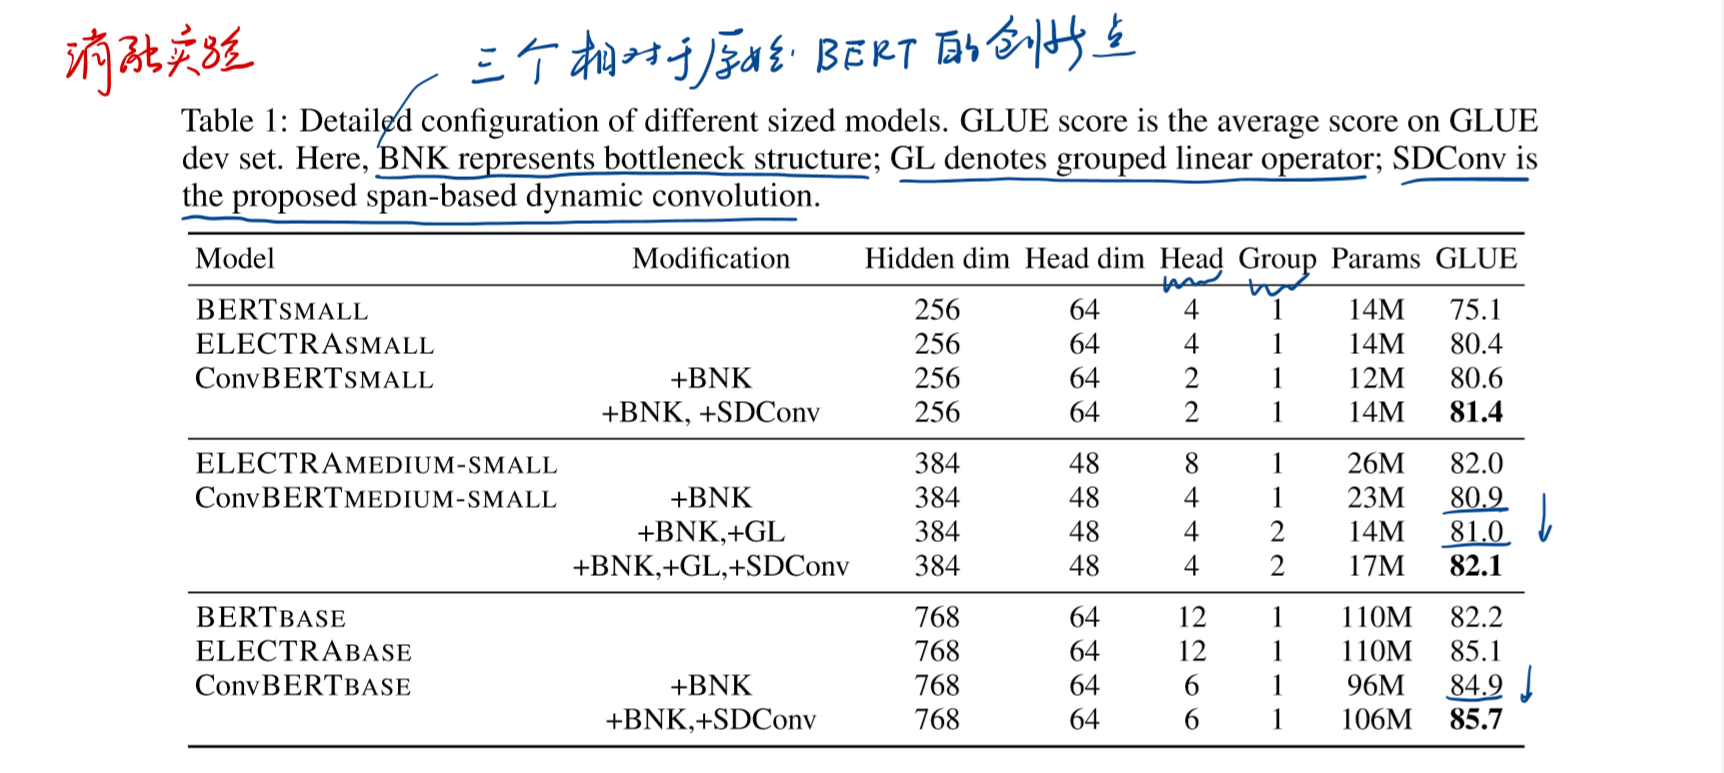 消融实验
三个相对于原始 BERT 的创新点
Table 1: Detailed configuration of different sized models. GLUE score is the average score on GLUE
dev set. Here, BNK represents bottleneck structure; GL denotes grouped linear operator; SDConv is
the proposed span-based dynamic convolution.
Model Modification Hidden dim Head dim Head Group Params GLUE
BERTSMALL 256 64 4 1 14M 75.1
ELECTRASMALL 256 64 4 1 14M 80.4
ConvBERTSMALL +BNK 256 64 2 1 12M 80.6
+BNK, +SDConv 256 64 2 1 14M 81.4
ELECTRAMEDIUM-SMALL 384 48 8 1 26M 82.0
ConvBERTMEDIUM-SMALL +BNK 384 48 4 1 23M 80.9
+BNK,+GL 384 48 4 2 14M 81.0
+BNK,+GL,+SDConv 384 48 4 2 17M 82.1
BERTBASE 768 64 12 1 110M 82.2
ELECTRABASE 768 64 12 1 110M 85.1
ConvBERTBASE +BNK 768 64 6 1 96M 84.9
+BNK,+SDConv 768 64 6 1 106M 85.7